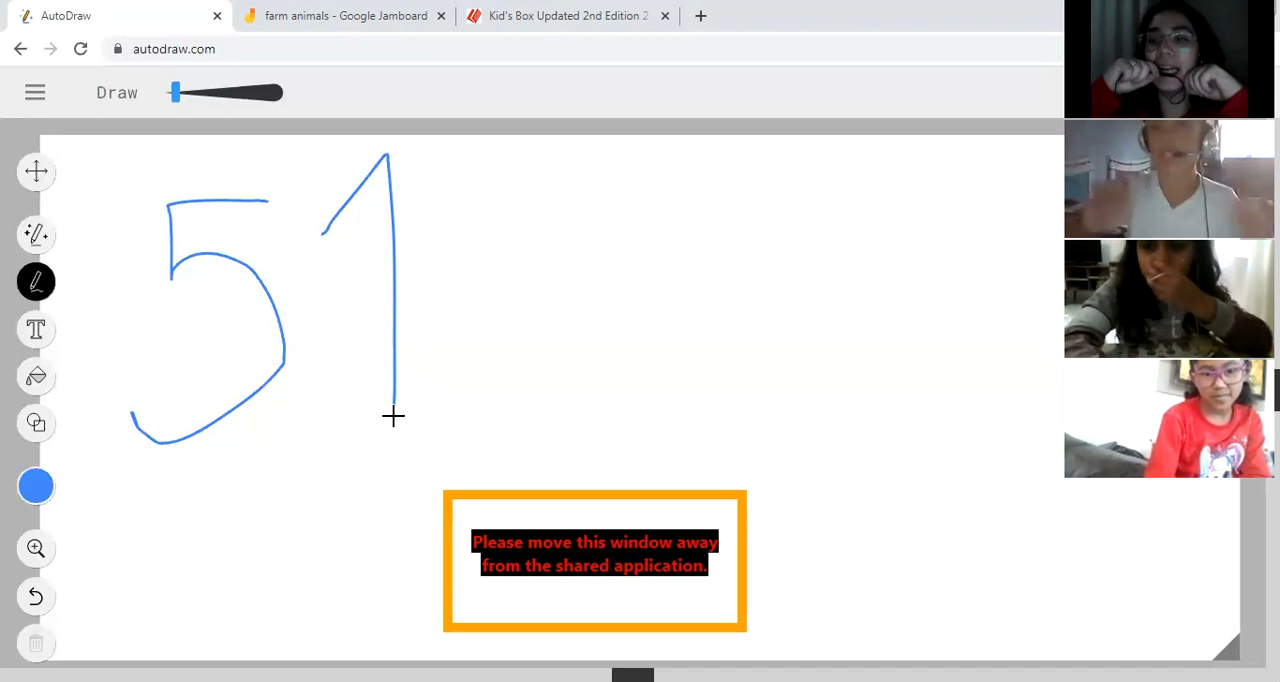 AutoDraw
farm animals - Google Jamboard
Kid's Box Updated 2nd Edition 2
autodraw.com
Draw
51
T
Please move this window away
from the shared application.